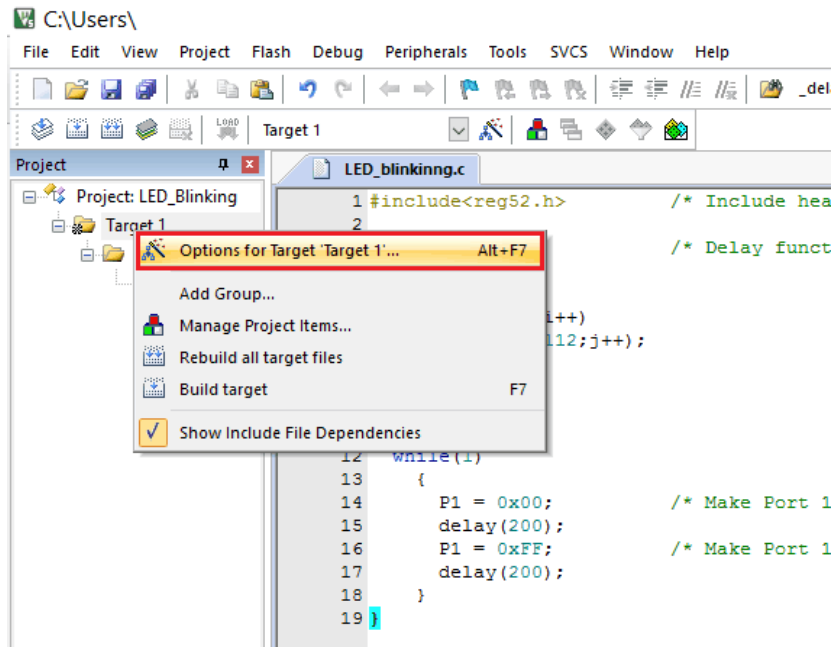 C:\Users\
File Edit View Project Flash Debug Peripherals Tools SVCS Window Help
_del
LOAD Target 1
Project
LED_blinkinng.c
Project: LED_Blinking
Target 1
1 #include<reg52.h> /* Include hea
2
/* Delay funct
Options for Target 'Target 1'... Alt+F7
Add Group...
i++)
Manage Project Items...
112;j++);
Rebuild all target files
Build target F7
Show Include File Dependencies
12 while(1)
13 {
14 P1 = 0x00; /* Make Port 1
15 delay(200);
16 P1 = 0xFF; /* Make Port 1
17 delay(200);
18 }
19 }